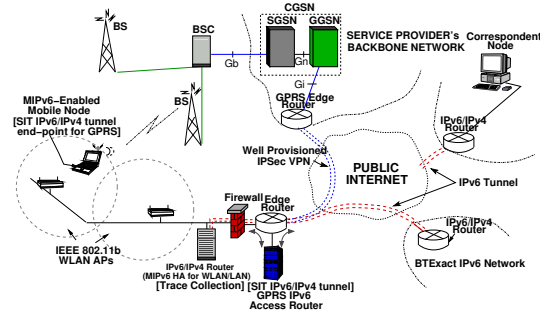 CGSN
BS
BSC
SGSN
GGSN
Gb
Gn
Gi
SERVICE PROVIDER's
BACKBONE NETWORK
Correspondent
Node
MIPv6-Enabled
Mobile Node
[SIT IPv6/IPv4 tunnel
end-point for GPRS]
BS
GPRS Edge
Router
IPv6/IPv4
Router
Well Provisioned
IPSec VPN
PUBLIC
INTERNET
IPv6 Tunnel
Firewall
Edge
Router
IPv6/IPv4
Router
IEEE 802.11b
WLAN APs
IPv6/IPv4 Router
(MIPv6 HA for WLAN/LAN)
[Trace Collection]
[SIT IPv6/IPv4 tunnel]
GPRS IPv6
Access Router
BTExact IPv6 Network